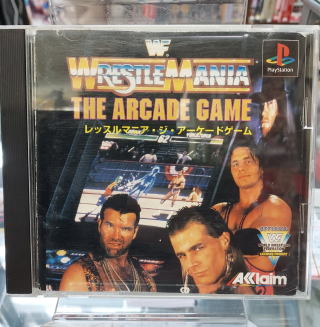 WF
WRESTLEMANIA
THE ARCADE GAME
レッスルマニア・ジ・アーケードゲーム
PlayStation
AKklaim